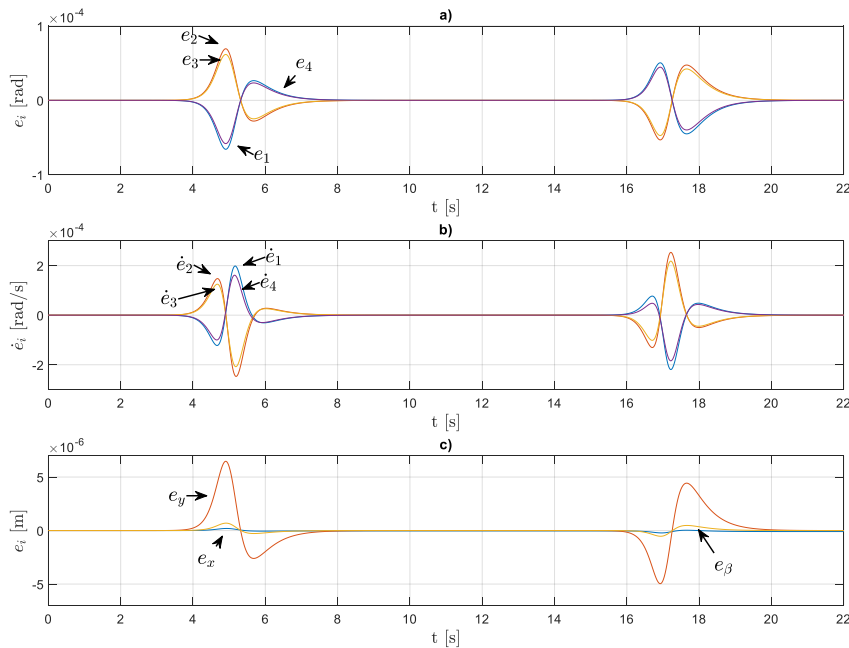 a)
×10⁻⁴
1
0
-1
e₂
e₃
e₄
e₁
eᵢ [rad]
0 2 4 6 8 10 12 14 16 18 20 22
t [s]
b)
×10⁻⁴
2
0
-2
ė₂
ė₁
ė₃
ė₄
ėᵢ [rad/s]
0 2 4 6 8 10 12 14 16 18 20 22
t [s]
c)
×10⁻⁶
5
0
-5
e_y
e_x
e_β
eᵢ [m]
0 2 4 6 8 10 12 14 16 18 20 22
t [s]